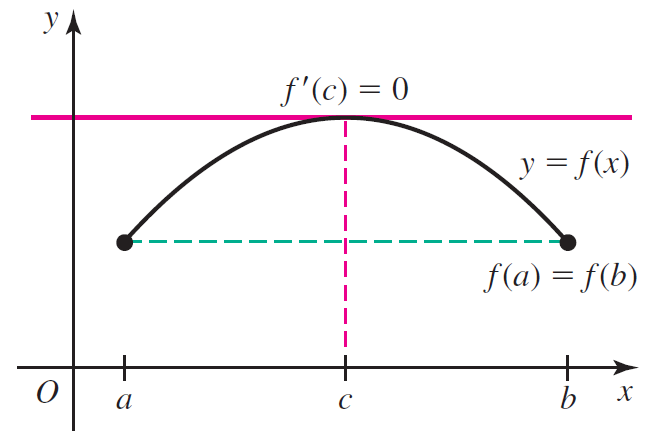 y
f'(c) = 0
y = f(x)
f(a) = f(b)
O a c b x